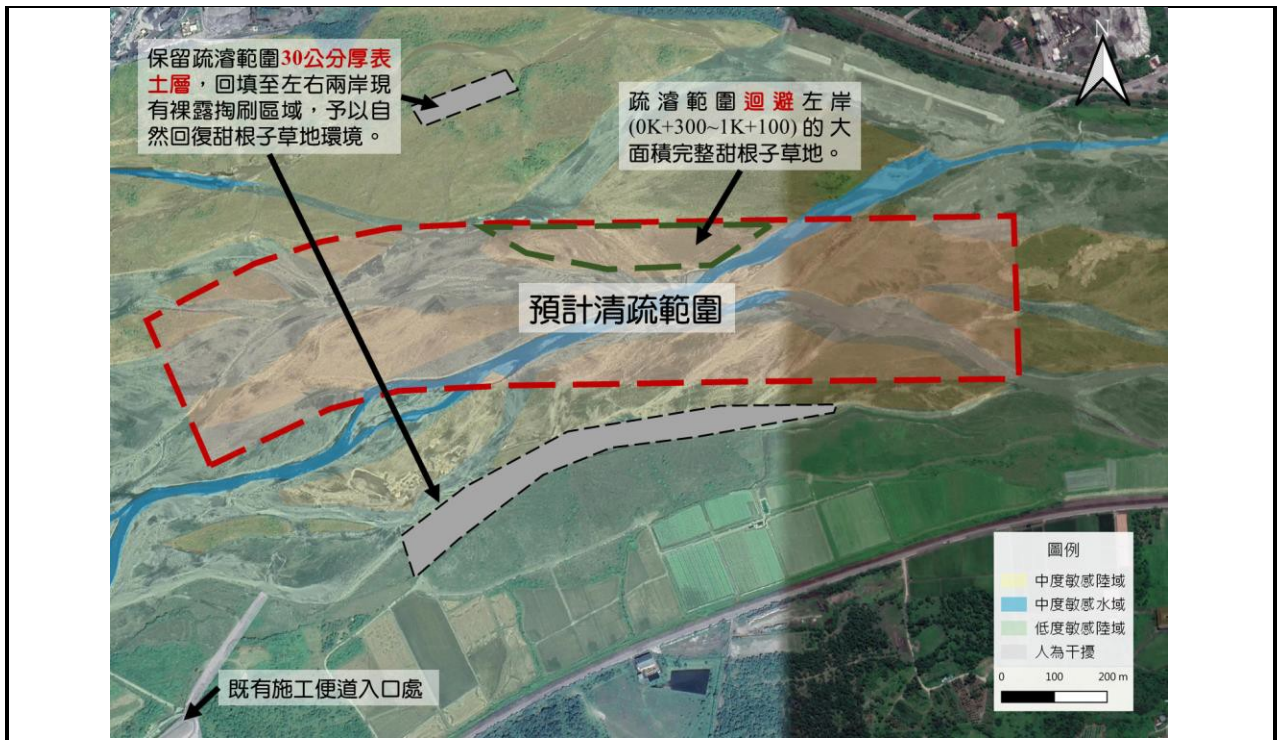 保留疏濬範圍30公分厚表
土層，回填至左右兩岸現
有裸露掏刷區域，予以自
然回復甜根子草地環境。
疏濬範圍迴避左岸
(0K+300~1K+100)的大
面積完整甜根子草地。
N
預計清疏範圍
圖例
中度敏感陸域
中度敏感水域
低度敏感陸域
人為干擾
0 100 200 m
既有施工便道入口處